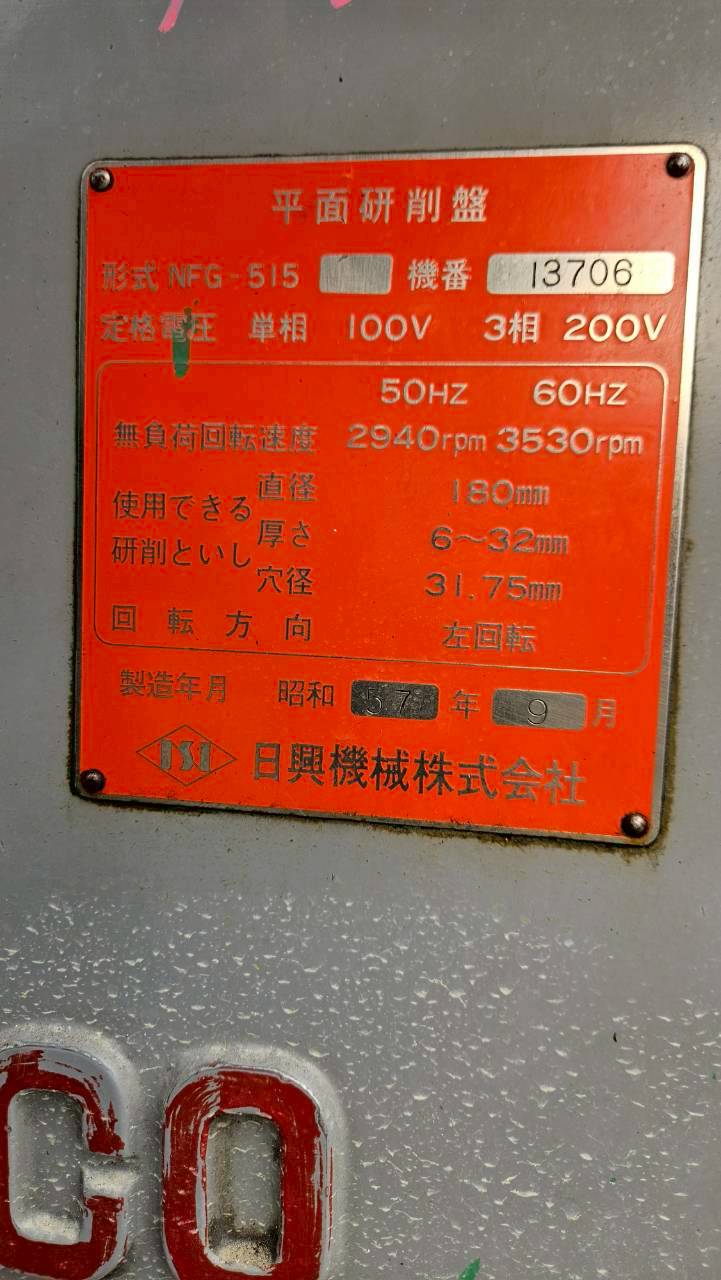 平面研削盤
形式 NFG-515 機番 13706
定格電圧 単相 100V 3相 200V
50HZ 60HZ
無負荷回転速度 2940rpm 3530rpm
使用できる研削といし 直径 180mm
厚さ 6〜32mm
穴径 31.75mm
回転方向 左回転
製造年月 昭和 57年 9月
日興機械株式会社
CO